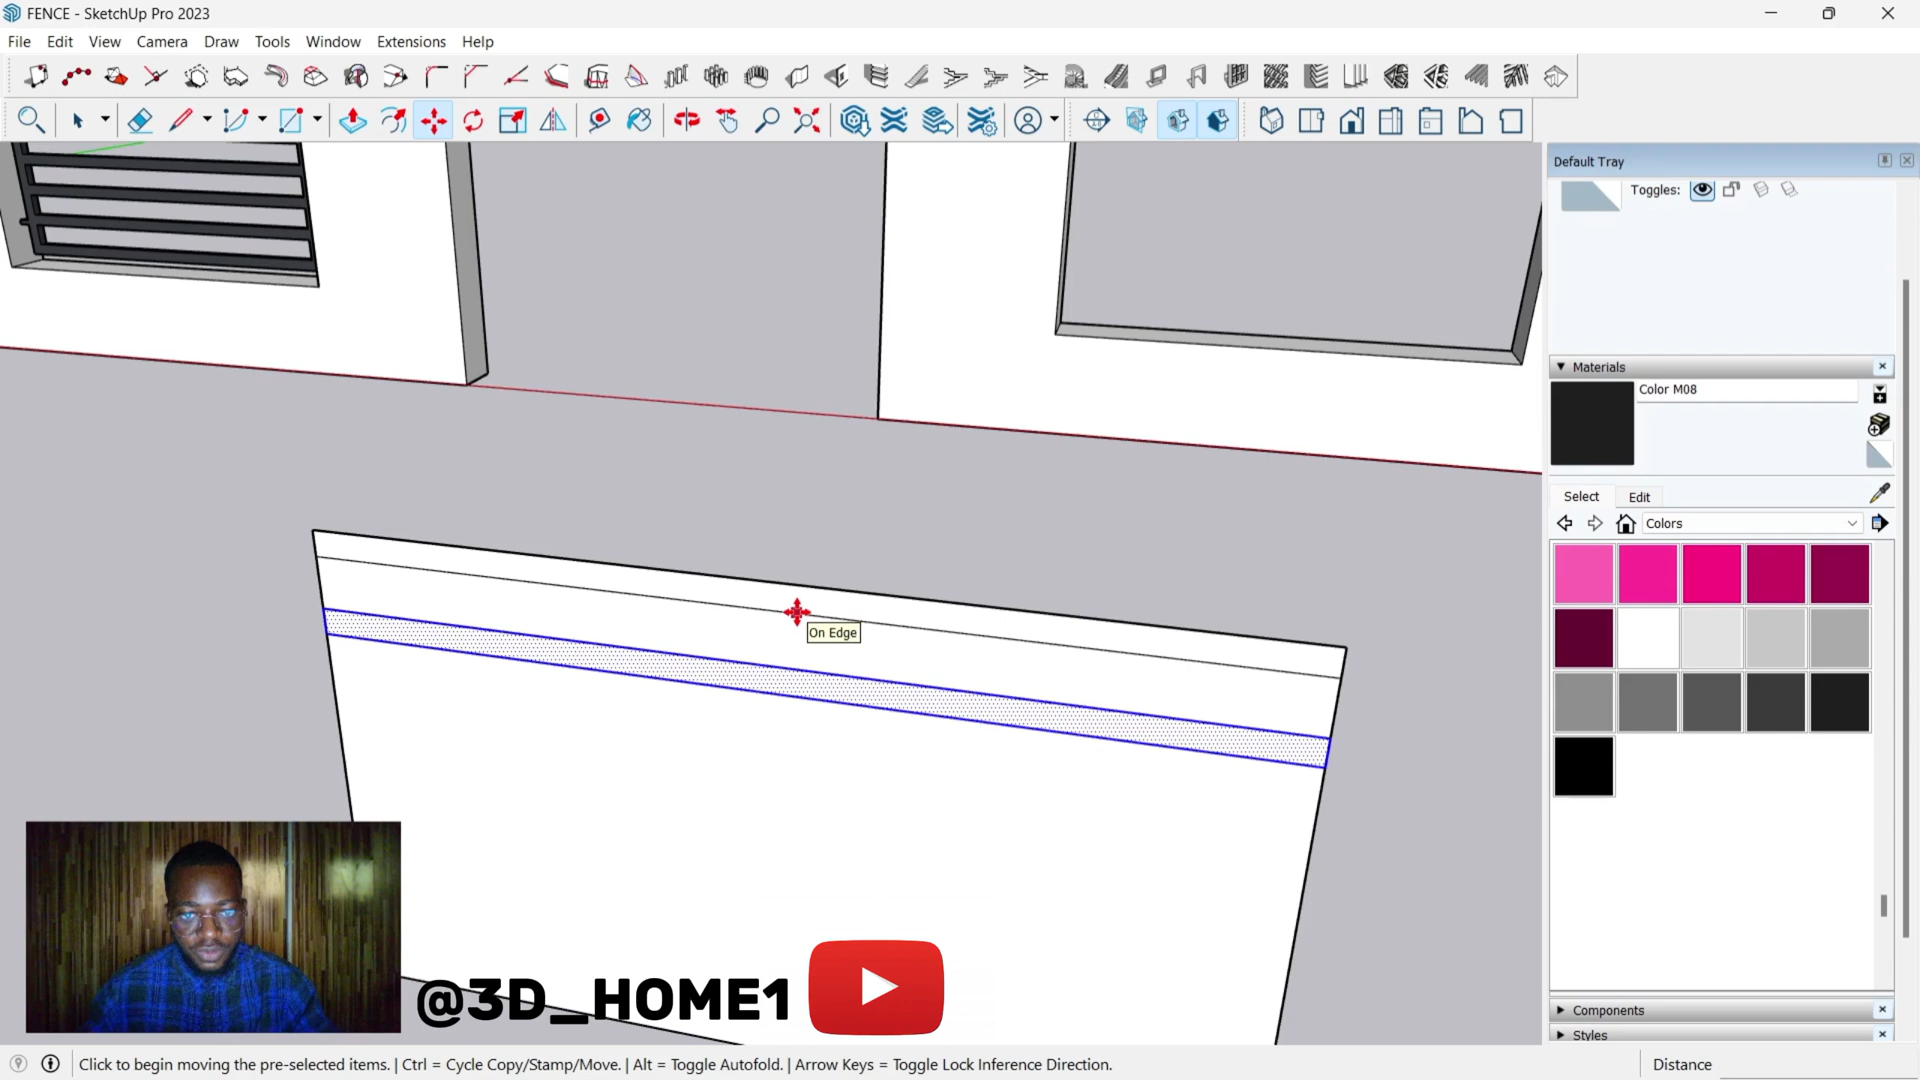 FENCE - SketchUp Pro 2023
File Edit View Camera Draw Tools Window Extensions Help
Default Tray
Toggles:
Materials
Color M08
Select Edit
Colors
On Edge
@3D_HOME1
Components
Styles
Click to begin moving the pre-selected items. | Ctrl = Cycle Copy/Stamp/Move. | Alt = Toggle Autofold. | Arrow Keys = Toggle Lock Inference Direction.
Distance